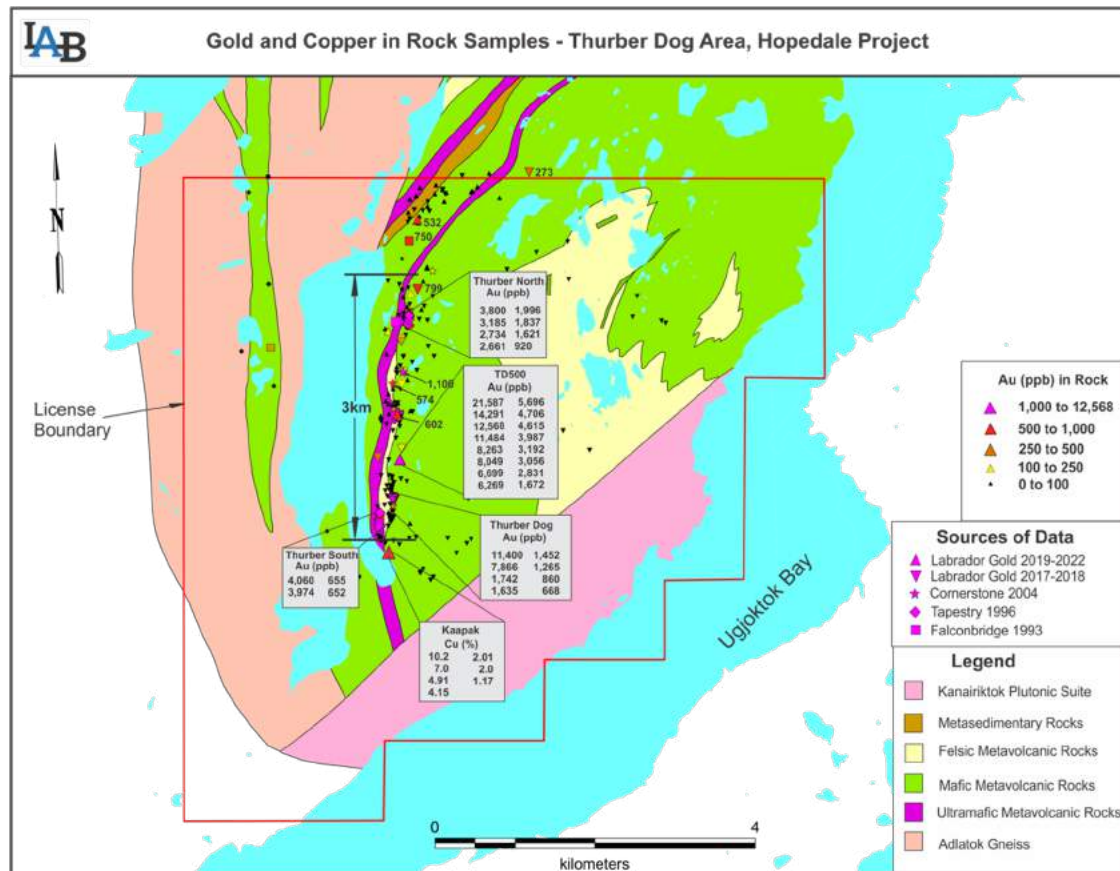 LAB
Gold and Copper in Rock Samples - Thurber Dog Area, Hopedale Project
N
273
532
750
799
Thurber North
Au (ppb)
3,800 1,996
3,185 1,837
2,734 1,621
2,661 920
1,100
574
602
3km
License
Boundary
TD500
Au (ppb)
21,587 5,696
14,291 4,706
12,568 4,615
11,484 3,987
8,263 3,192
8,049 3,056
6,699 2,831
6,269 1,672
Thurber Dog
Au (ppb)
11,400 1,452
7,866 1,265
1,742 860
1,635 668
Thurber South
Au (ppb)
4,060 655
3,974 652
Kaapak
Cu (%)
10.2 2.01
7.0 2.0
4.91 1.17
4.15
Ugjoktok Bay
Au (ppb) in Rock
1,000 to 12,568
500 to 1,000
250 to 500
100 to 250
0 to 100
Sources of Data
Labrador Gold 2019-2022
Labrador Gold 2017-2018
Cornerstone 2004
Tapestry 1996
Falconbridge 1993
Legend
Kanairiktok Plutonic Suite
Metasedimentary Rocks
Felsic Metavolcanic Rocks
Mafic Metavolcanic Rocks
Ultramafic Metavolcanic Rocks
Adlatok Gneiss
0 4
kilometers